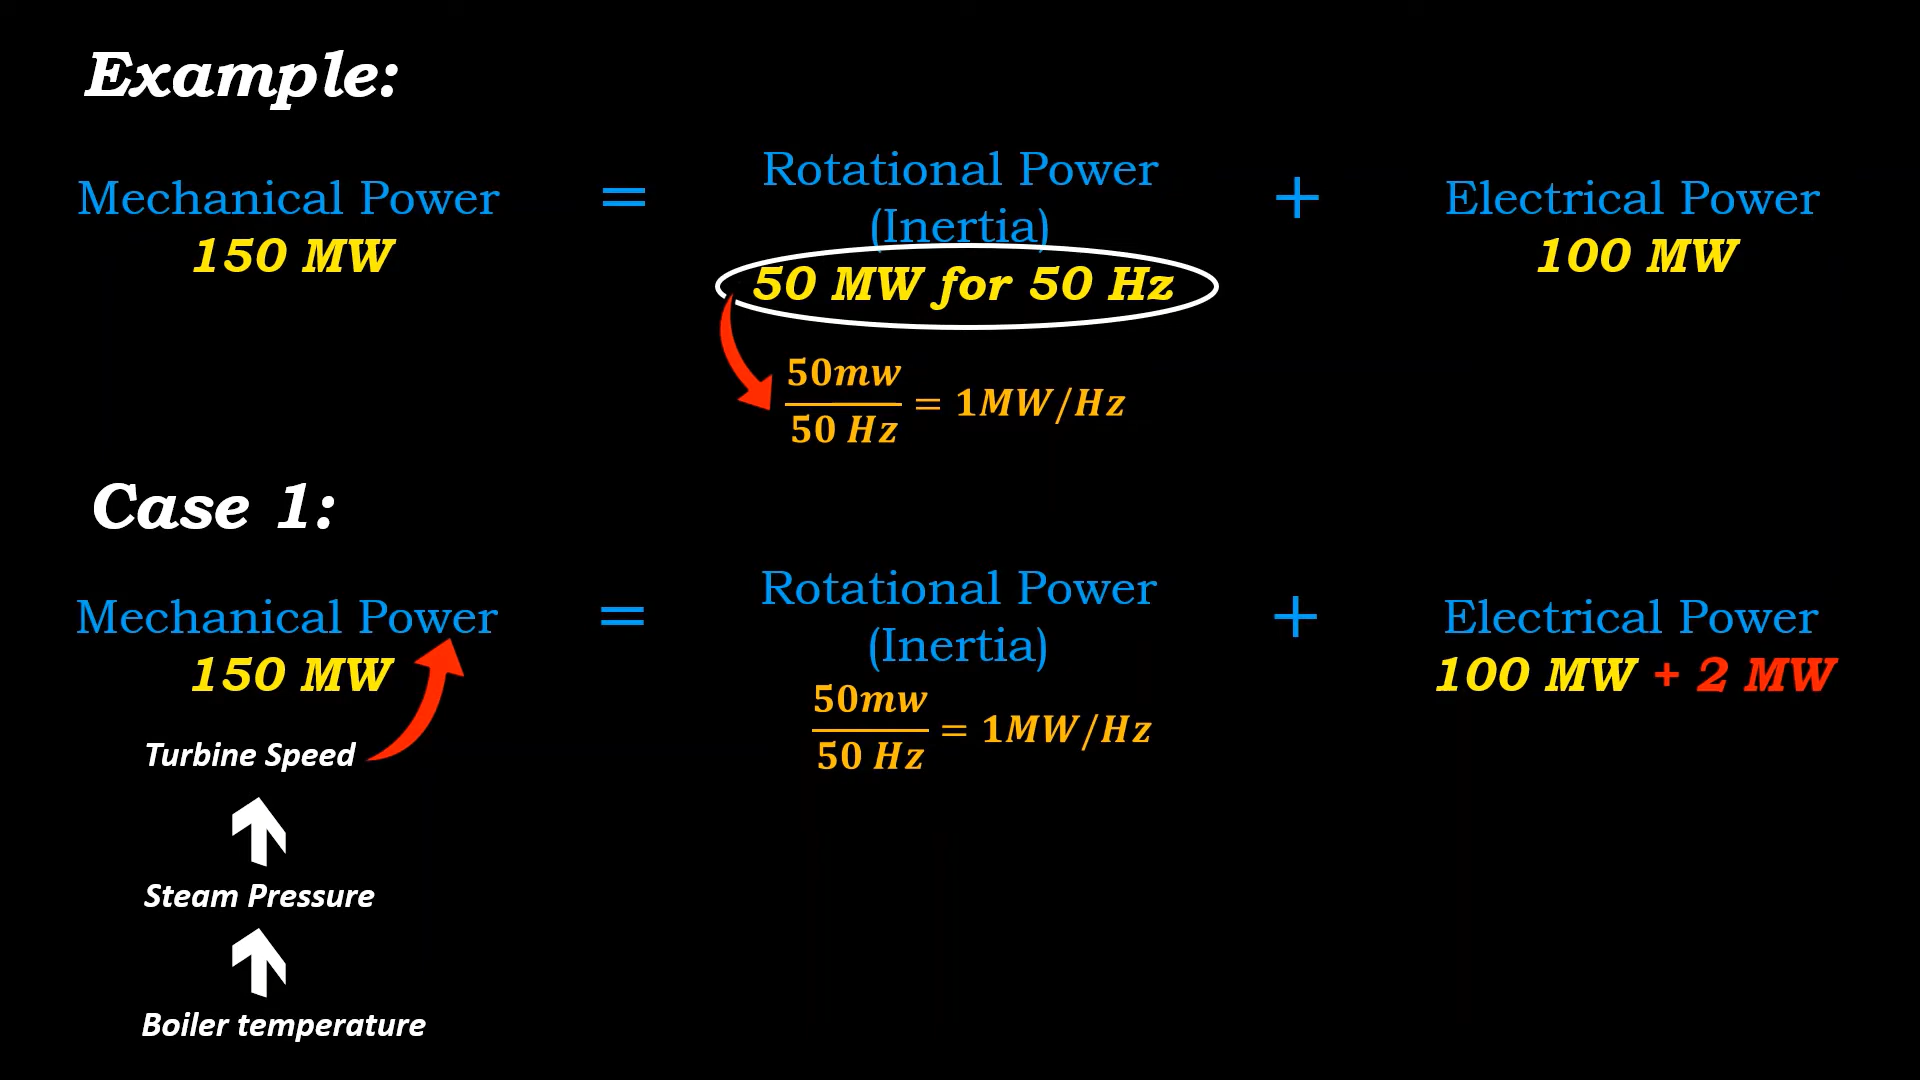 Example:
Mechanical Power = Rotational Power (Inertia) + Electrical Power
150 MW
50 MW for 50 Hz
100 MW
50mw
50 Hz
= 1MW/Hz
Case 1:
Mechanical Power = Rotational Power (Inertia) + Electrical Power
150 MW
100 MW + 2 MW
50mw
50 Hz
= 1MW/Hz
Turbine Speed
Steam Pressure
Boiler temperature